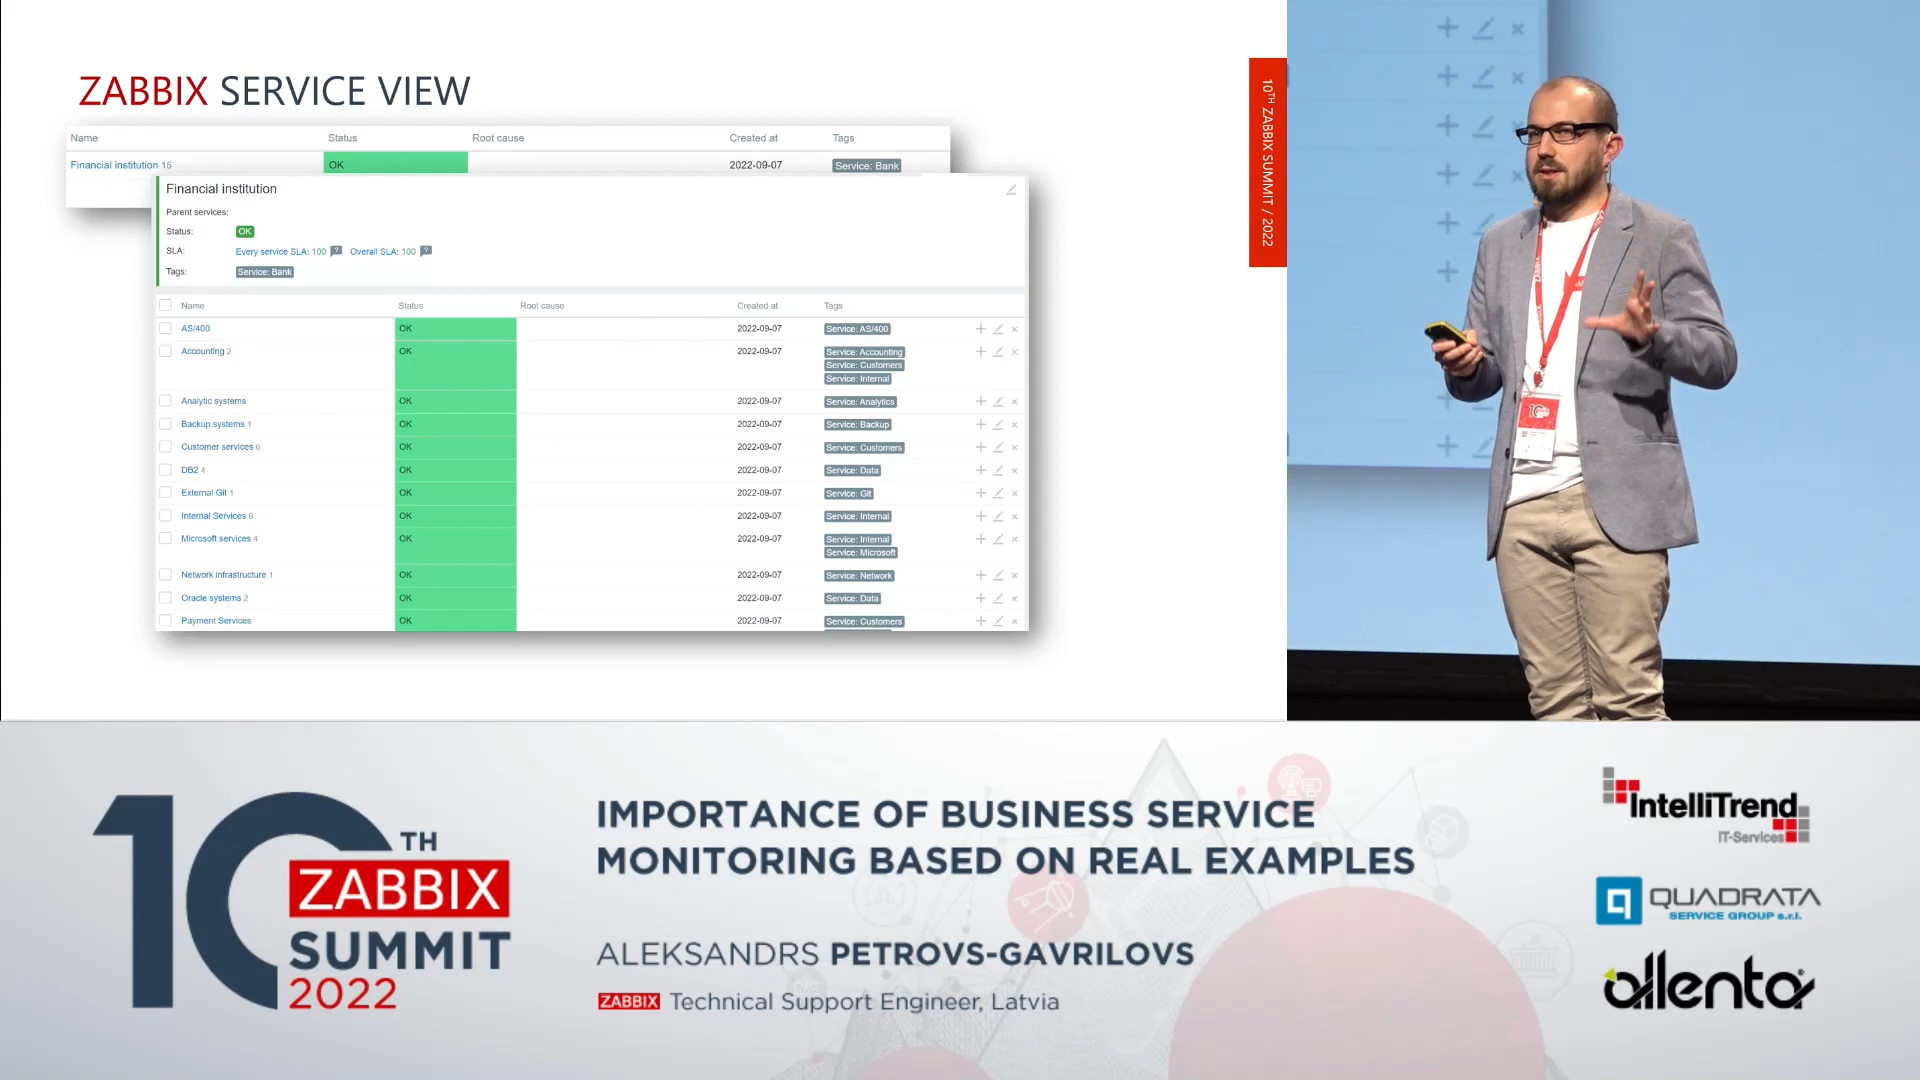 ZABBIX SERVICE VIEW
Name Status Root cause Created at Tags
Financial institution 15 OK 2022-09-07 Service: Bank
Financial institution
Parent services:
Status: OK
SLA: Every service SLA: 100 ? Overall SLA: 100 ?
Tags: Service: Bank
Name Status Root cause Created at Tags
AS/400 OK 2022-09-07 Service: AS/400
Accounting 2 OK 2022-09-07 Service: Accounting
Service: Customers
Service: Internal
Analytic systems OK 2022-09-07 Service: Analytics
Backup systems 1 OK 2022-09-07 Service: Backup
Customer services 6 OK 2022-09-07 Service: Customers
DB2 4 OK 2022-09-07 Service: Data
External Git 1 OK 2022-09-07 Service: Git
Internal Services 9 OK 2022-09-07 Service: Internal
Microsoft services 4 OK 2022-09-07 Service: Internal
Service: Microsoft
Network infrastructure 1 OK 2022-09-07 Service: Network
Oracle systems 2 OK 2022-09-07 Service: Data
Payment Services OK 2022-09-07 Service: Customers
10TH ZABBIX SUMMIT / 2022
10TH
ZABBIX
SUMMIT
2022
IMPORTANCE OF BUSINESS SERVICE
MONITORING BASED ON REAL EXAMPLES
ALEKSANDRS PETROVS-GAVRILOVS
ZABBIX Technical Support Engineer, Latvia
IntelliTrend
IT-Services
QUADRATA
SERVICE GROUP s.r.l.
allenta